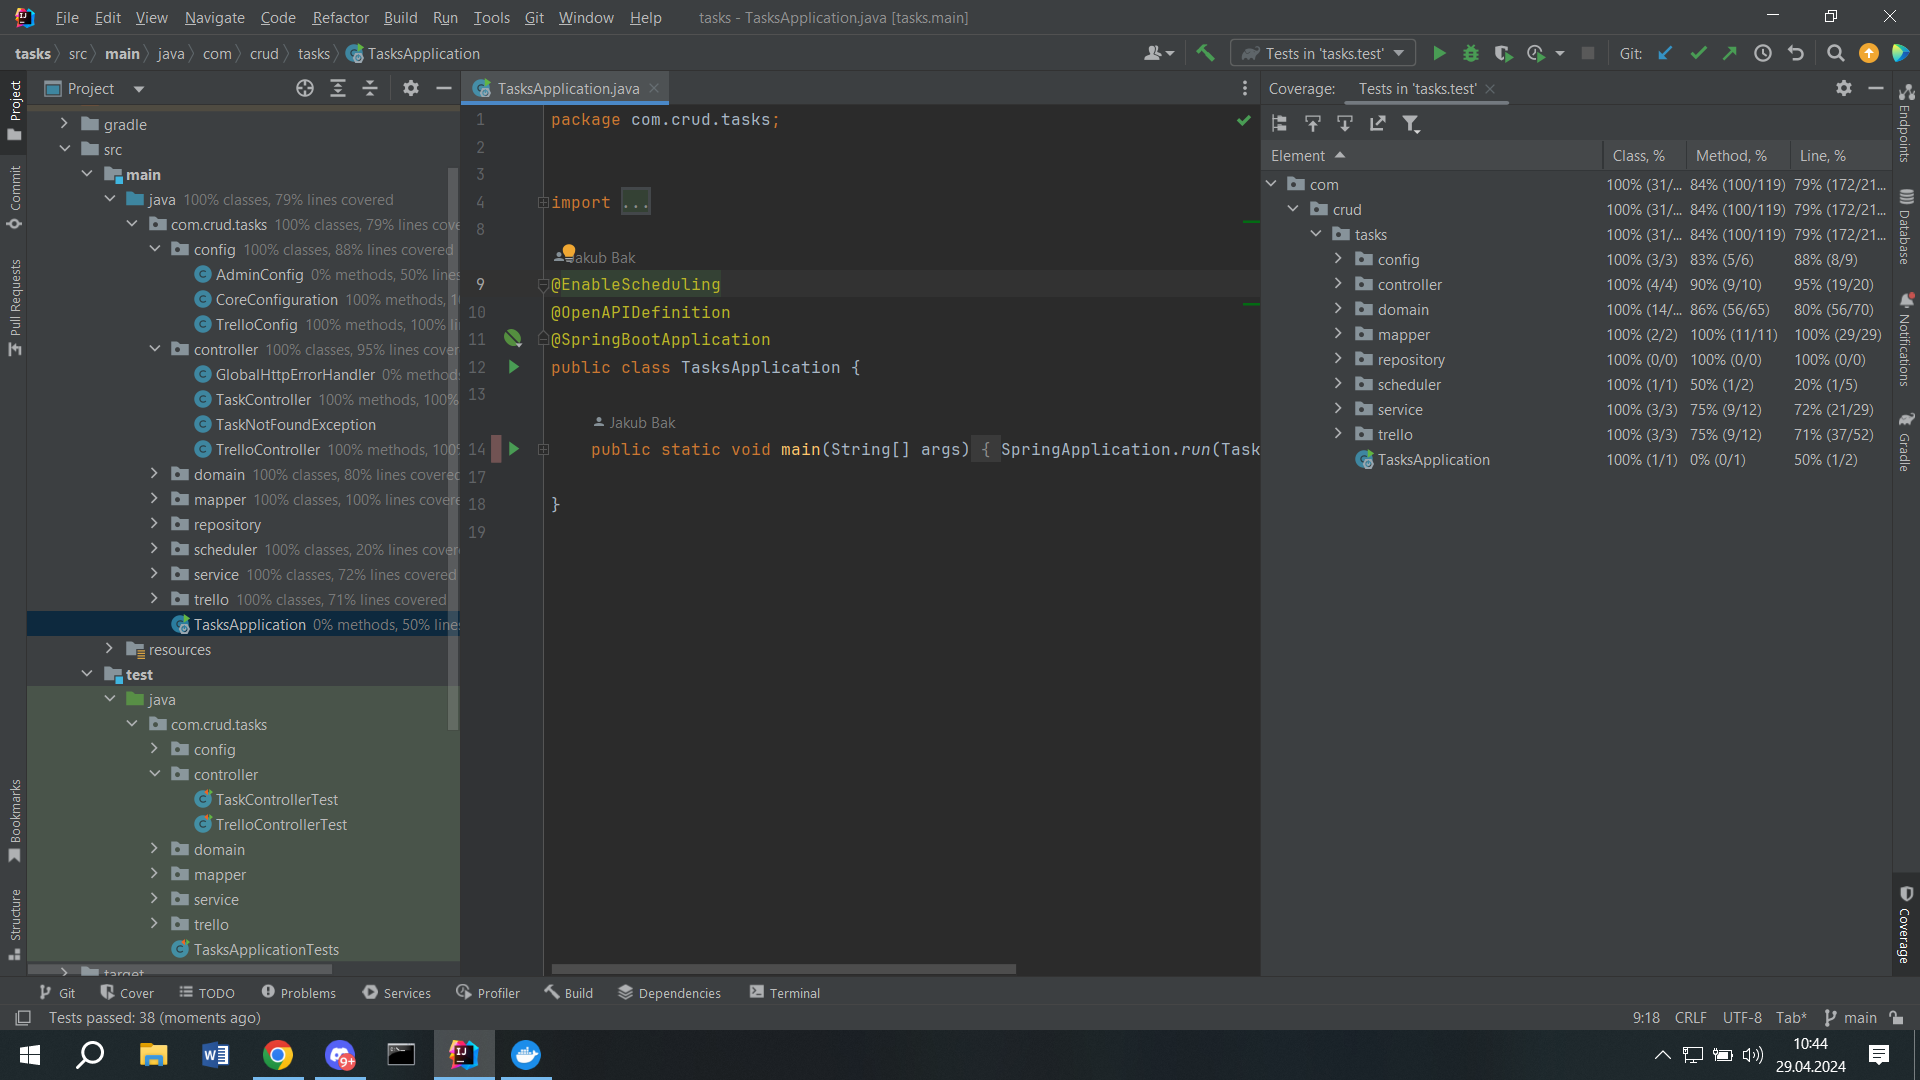 File Edit View Navigate Code Refactor Build Run Tools Git Window Help tasks - TasksApplication.java [tasks.main]
tasks src main java com crud tasks TasksApplication
Tests in 'tasks.test' Git:
Project
TasksApplication.java
Coverage: Tests in 'tasks.test'
Project
Commit
Pull Requests
Bookmarks
Structure
gradle
src
main
java 100% classes, 79% lines covered
com.crud.tasks 100% classes, 79% lines cove
config 100% classes, 88% lines covered
AdminConfig 0% methods, 50% lines
CoreConfiguration 100% methods, 1
TrelloConfig 100% methods, 100% li
controller 100% classes, 95% lines cover
GlobalHttpErrorHandler 0% method
TaskController 100% methods, 100%
TaskNotFoundException
TrelloController 100% methods, 100%
domain 100% classes, 80% lines covered
mapper 100% classes, 100% lines cover
repository
scheduler 100% classes, 20% lines cover
service 100% classes, 72% lines covered
trello 100% classes, 71% lines covered
TasksApplication 0% methods, 50% lines
resources
test
java
com.crud.tasks
config
controller
TaskControllerTest
TrelloControllerTest
domain
mapper
service
trello
TasksApplicationTests
target
1 package com.crud.tasks;
2
3
4 import ...
8
Jakub Bak
9 @EnableScheduling
10 @OpenAPIDefinition
11 @SpringBootApplication
12 public class TasksApplication {
13
Jakub Bak
14 public static void main(String[] args) { SpringApplication.run(Task
17
18 }
19
Element Class, % Method, % Line, %
com 100% (31/... 84% (100/119) 79% (172/21...
crud 100% (31/... 84% (100/119) 79% (172/21...
tasks 100% (31/... 84% (100/119) 79% (172/21...
config 100% (3/3) 83% (5/6) 88% (8/9)
controller 100% (4/4) 90% (9/10) 95% (19/20)
domain 100% (14/... 86% (56/65) 80% (56/70)
mapper 100% (2/2) 100% (11/11) 100% (29/29)
repository 100% (0/0) 100% (0/0) 100% (0/0)
scheduler 100% (1/1) 50% (1/2) 20% (1/5)
service 100% (3/3) 75% (9/12) 72% (21/29)
trello 100% (3/3) 75% (9/12) 71% (37/52)
TasksApplication 100% (1/1) 0% (0/1) 50% (1/2)
Endpoints
Database
Notifications
Gradle
Coverage
Git Cover TODO Problems Services Profiler Build Dependencies Terminal
Tests passed: 38 (moments ago) 9:18 CRLF UTF-8 Tab* main
9+
10:44
29.04.2024